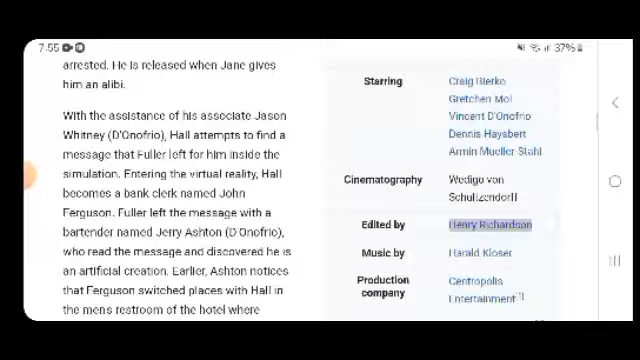 7.55
37%
arrested. He is released when Jane gives
him an alibi.
With the assistance of his associate Jason
Whitney (D'Onofrio), Hall attempts to find a
message that Fuller left for him inside the
simulation. Entering the virtual reality, Hall
becomes a bank clerk named John
Ferguson. Fuller left the message with a
bartender named Jerry Ashton (D'Onofrio),
who read the message and discovered he is
an artificial creation. Earlier, Ashton notices
that Ferguson switched places with Hall in
the mens restroom of the hotel where
Starring
Craig Bierko
Gretchen Mol
Vincent D'Onofrio
Dennis Haysbert
Armin Mueller Stahl
Cinematography
Wedigo von
Schultzendorff
Edited by
Henry Richardson
Music by
Harald Kloser
Production
company
Centropolis
Entertainment[1]